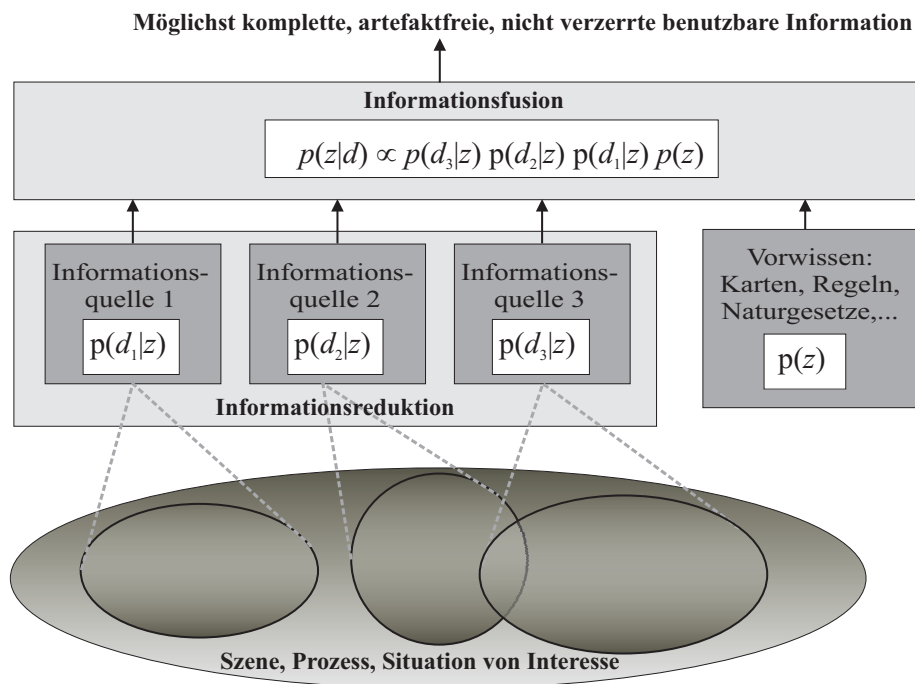 Möglichst komplette, artefaktfreie, nicht verzerrte benutzbare Information
Informationsfusion
p(z|d) ∝ p(d₃|z) p(d₂|z) p(d₁|z) p(z)
Informations-
quelle 1
p(d₁|z)
Informations-
quelle 2
p(d₂|z)
Informations-
quelle 3
p(d₃|z)
Vorwissen:
Karten, Regeln,
Naturgesetze,...
p(z)
Informationsreduktion
Szene, Prozess, Situation von Interesse